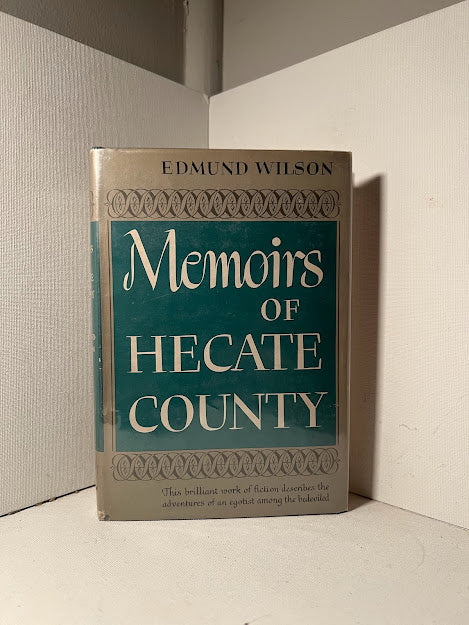 EDMUND WILSON
Memoirs
OF
HECATE
COUNTY
This brilliant work of fiction describes the
adventures of an egotist among the bedeviled